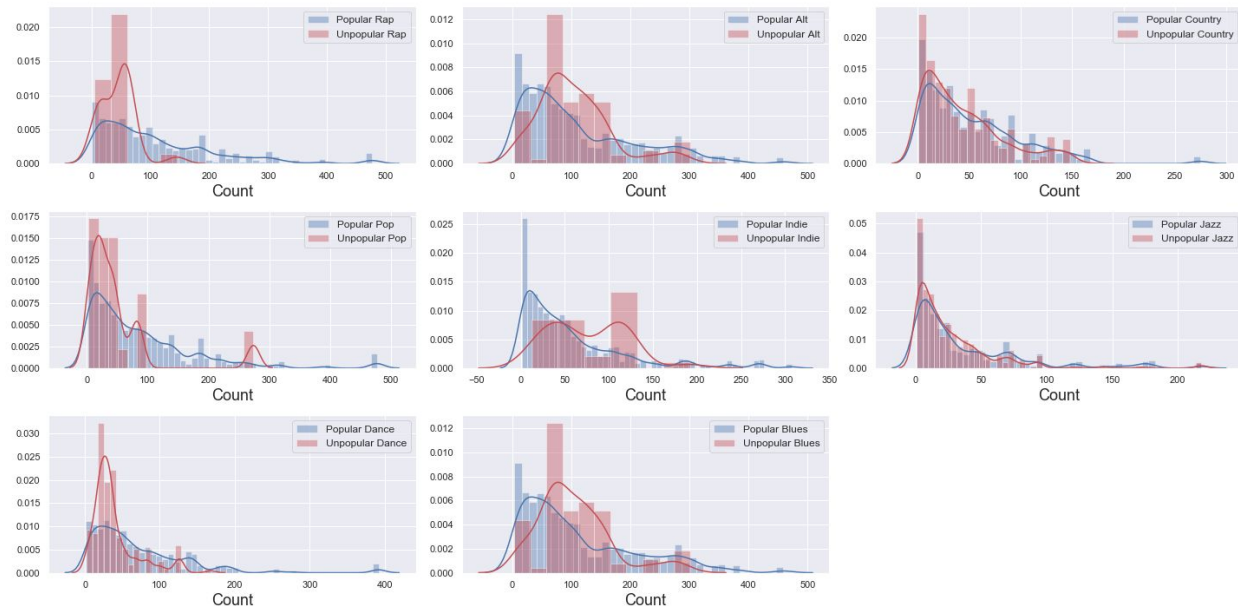 Popular Rap
Unpopular Rap
0.020
0.015
0.010
0.005
0.000
0 100 200 300 400 500
Count
Popular Alt
Unpopular Alt
0.012
0.010
0.008
0.006
0.004
0.002
0.000
0 100 200 300 400 500
Count
Popular Country
Unpopular Country
0.020
0.015
0.010
0.005
0.000
0 50 100 150 200 250 300
Count
Popular Pop
Unpopular Pop
0.0175
0.0150
0.0125
0.0100
0.0075
0.0050
0.0025
0.0000
0 100 200 300 400 500
Count
Popular Indie
Unpopular Indie
0.025
0.020
0.015
0.010
0.005
0.000
−50 0 50 100 150 200 250 300 350
Count
Popular Jazz
Unpopular Jazz
0.05
0.04
0.03
0.02
0.01
0.00
0 50 100 150 200
Count
Popular Dance
Unpopular Dance
0.030
0.025
0.020
0.015
0.010
0.005
0.000
0 100 200 300 400
Count
Popular Blues
Unpopular Blues
0.012
0.010
0.008
0.006
0.004
0.002
0.000
0 100 200 300 400 500
Count